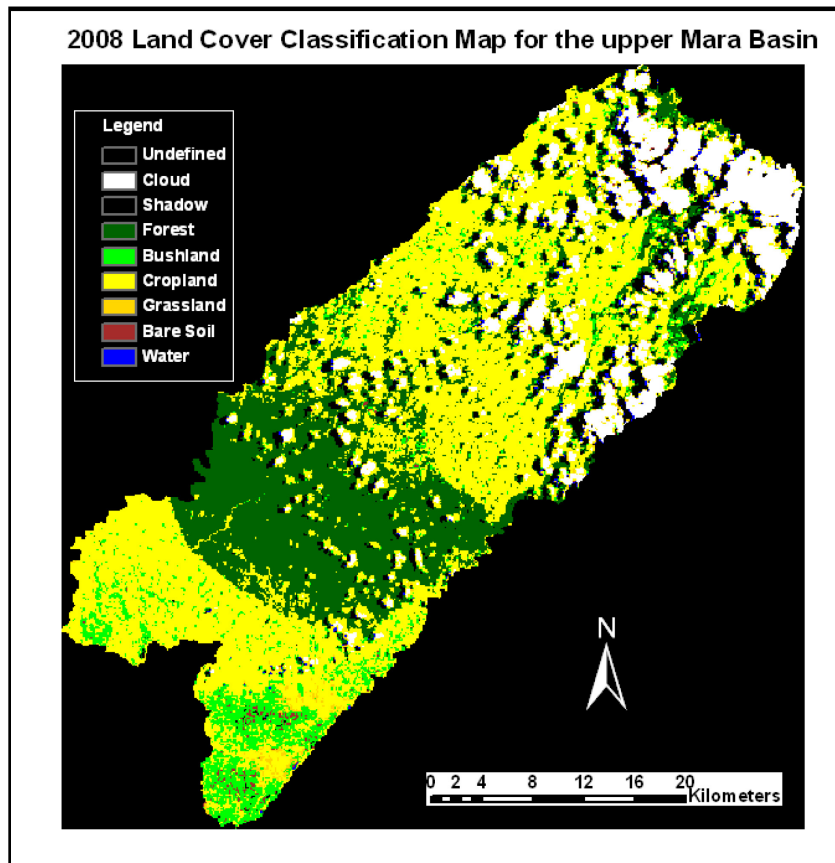 2008 Land Cover Classification Map for the upper Mara Basin
Legend
Undefined
Cloud
Shadow
Forest
Bushland
Cropland
Grassland
Bare Soil
Water
N
0 2 4 8 12 16 20
Kilometers